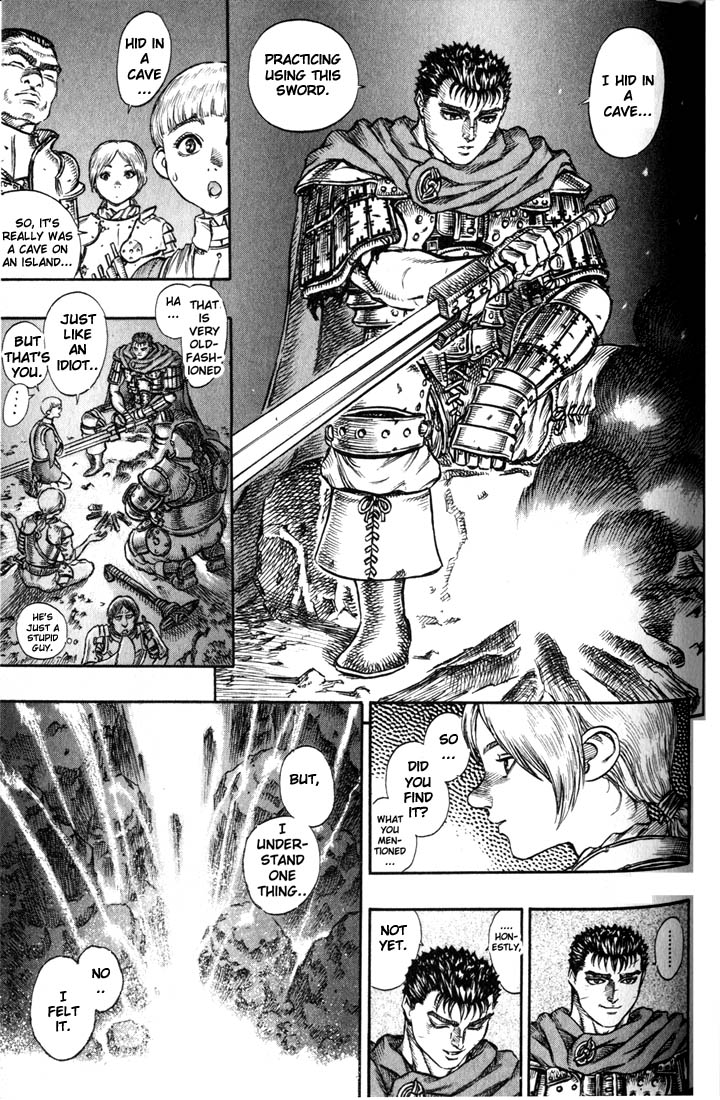 I HID IN
A
CAVE...
PRACTICING
USING THIS
SWORD.
HID IN
A
CAVE
...
SO, IT'S
REALLY WAS
A CAVE ON
AN ISLAND...
THAT
IS
VERY
OLD-
FASH-
IONED
HA
...
JUST
LIKE
AN
IDIOT..
BUT
THAT'S
YOU.
....
HE'S
JUST A
STUPID
GUY.
SO
...
DID
YOU
FIND
IT?
WHAT
YOU
MEN-
TIONED
...
........
....
HON-
ESTLY,
NOT
YET.
BUT,
I
UNDER-
STAND
ONE
THING..
NO
..
I
FELT
IT.